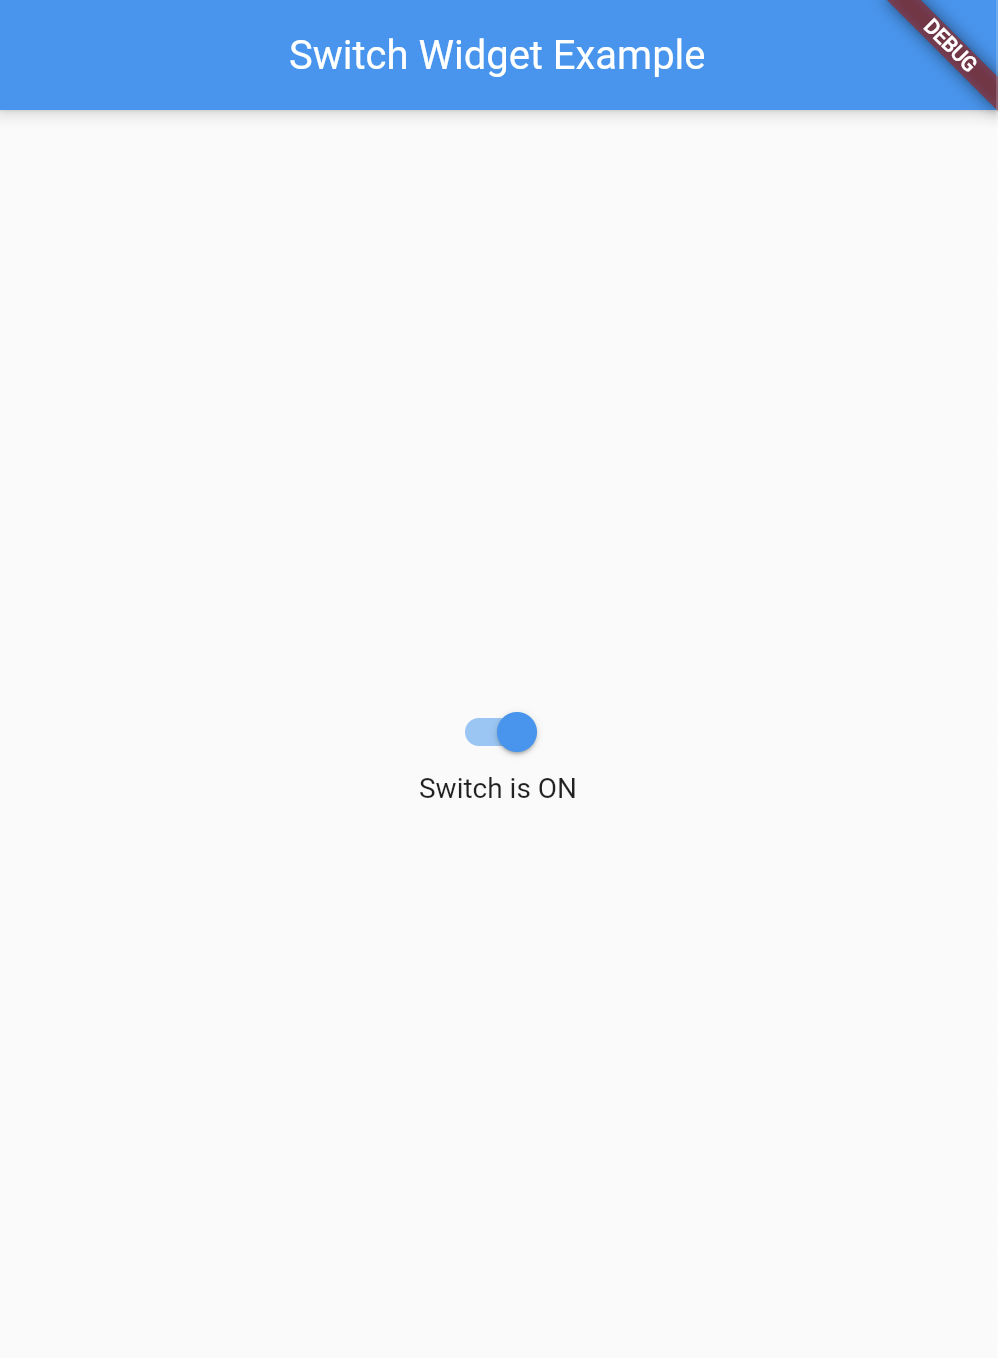 Switch Widget Example
DEBUG
Switch is ON